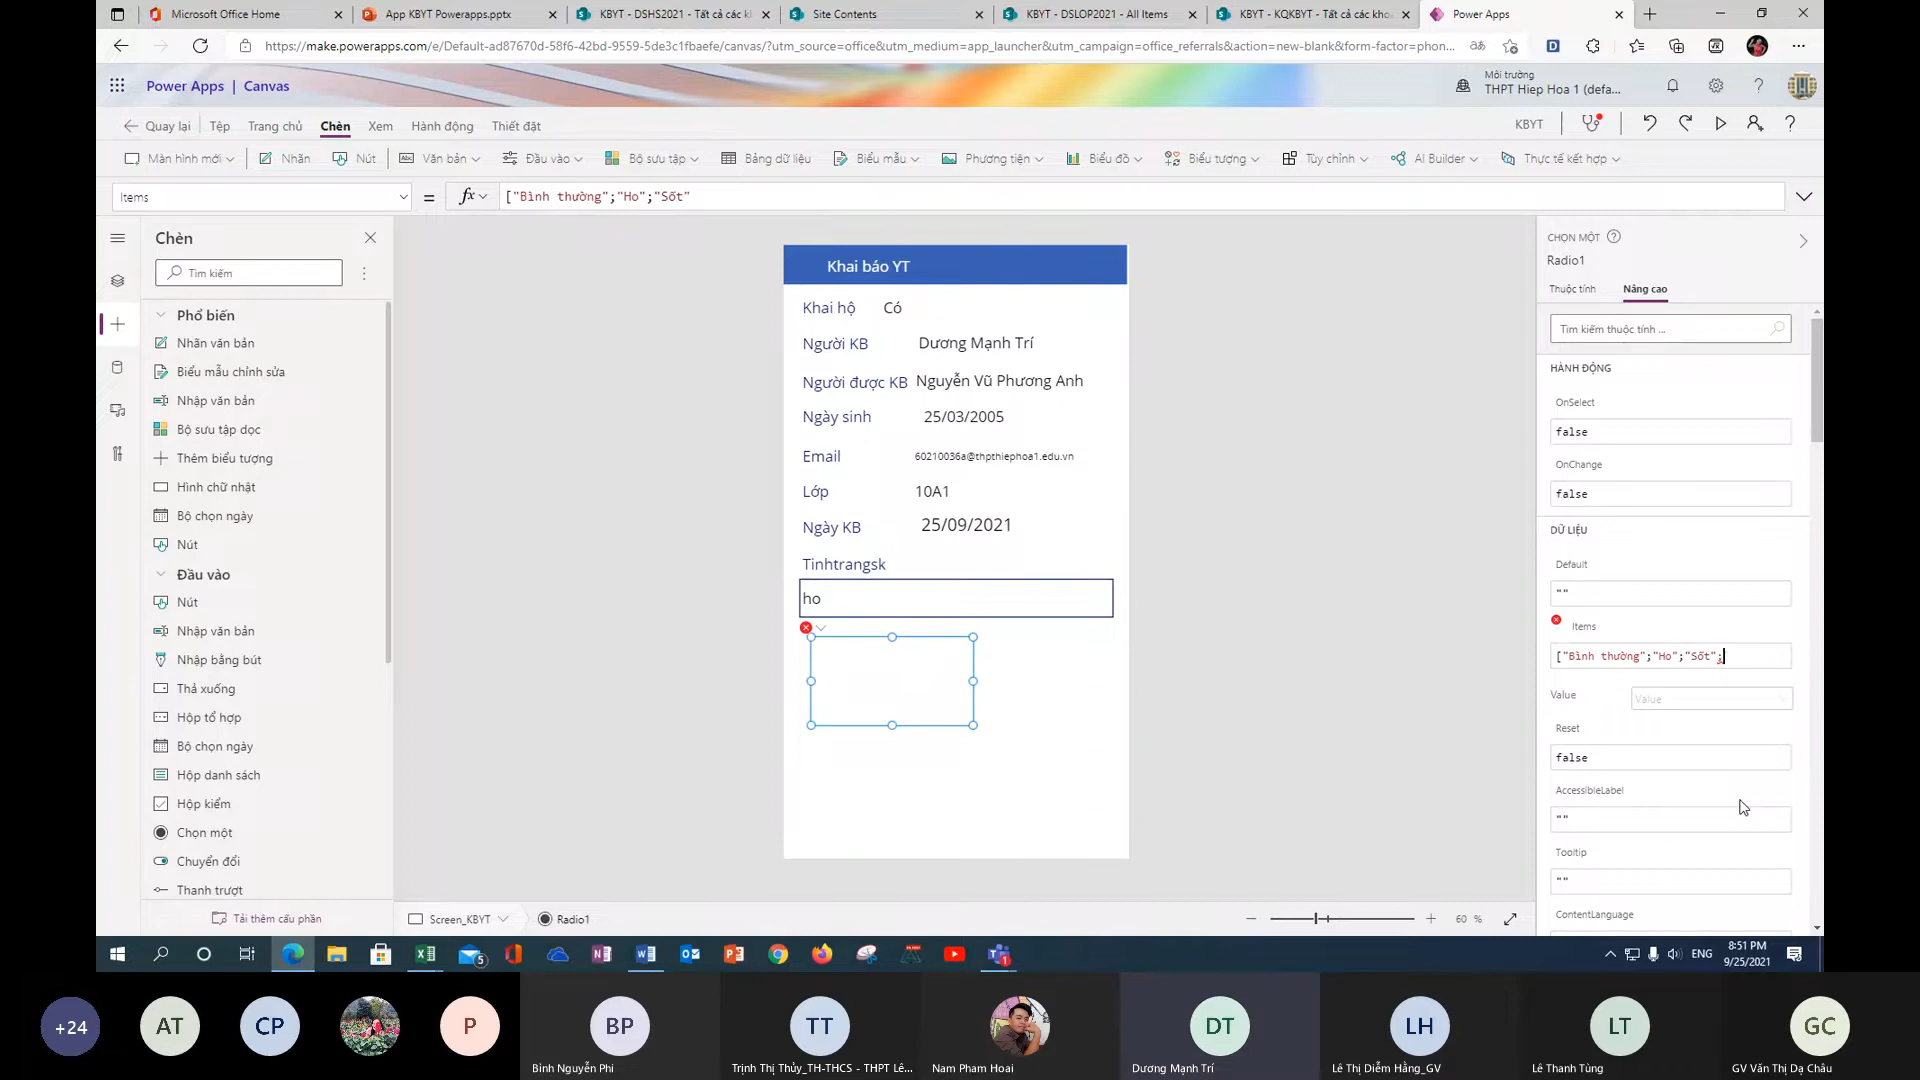 Microsoft Office Home
App KBYT Powerapps.pptx
KBYT - DSHS2021 - Tất cả các kl
Site Contents
KBYT - DSLOP2021 - All Items
KBYT - KQKBYT - Tất cả các kho
Power Apps
https://make.powerapps.com/e/Default-ad87670d-58f6-42bd-9559-5de3c1fbaefe/canvas/?utm_source=office&utm_medium=app_launcher&utm_campaign=office_referrals&action=new-blank&form-factor=phon...
Power Apps | Canvas
Môi trường
THPT Hiep Hoa 1 (defa...
Quay lại
Tệp
Trang chủ
Chèn
Xem
Hành động
Thiết đặt
KBYT
Màn hình mới
Nhãn
Nút
Văn bản
Đầu vào
Bộ sưu tập
Bảng dữ liệu
Biểu mẫu
Phương tiện
Biểu đồ
Biểu tượng
Tùy chỉnh
AI Builder
Thực tế kết hợp
Items
= fx ["Bình thường";"Ho";"Sốt"
Chèn
Tìm kiếm
Phổ biến
Nhãn văn bản
Biểu mẫu chỉnh sửa
Nhập văn bản
Bộ sưu tập dọc
Thêm biểu tượng
Hình chữ nhật
Bộ chọn ngày
Nút
Đầu vào
Nút
Nhập văn bản
Nhập bằng bút
Thả xuống
Hộp tổ hợp
Bộ chọn ngày
Hộp danh sách
Hộp kiểm
Chọn một
Chuyển đổi
Thanh trượt
Tải thêm cấu phần
Khai báo YT
Khai hộ Có
Người KB Dương Mạnh Trí
Người được KB Nguyễn Vũ Phương Anh
Ngày sinh 25/03/2005
Email 60210036a@thpthiephoa1.edu.vn
Lớp 10A1
Ngày KB 25/09/2021
Tinhtrangsk
ho
Screen_KBYT
Radio1
60 %
CHỌN MỘT
Radio1
Thuộc tính
Nâng cao
Tìm kiếm thuộc tính ...
HÀNH ĐỘNG
OnSelect
false
OnChange
false
DỮ LIỆU
Default
""
Items
["Bình thường";"Ho";"Sốt";
Value
Value
Reset
false
AccessibleLabel
""
Tooltip
""
ContentLanguage
5
1
ENG
8:51 PM
9/25/2021
+24
AT
CP
P
BP
TT
DT
LH
LT
GC
Bình Nguyễn Phi
Trịnh Thị Thủy_TH-THCS - THPT Lê...
Nam Pham Hoai
Dương Mạnh Trí
Lê Thị Diễm Hằng_GV
Lê Thanh Tùng
GV Văn Thị Dạ Châu